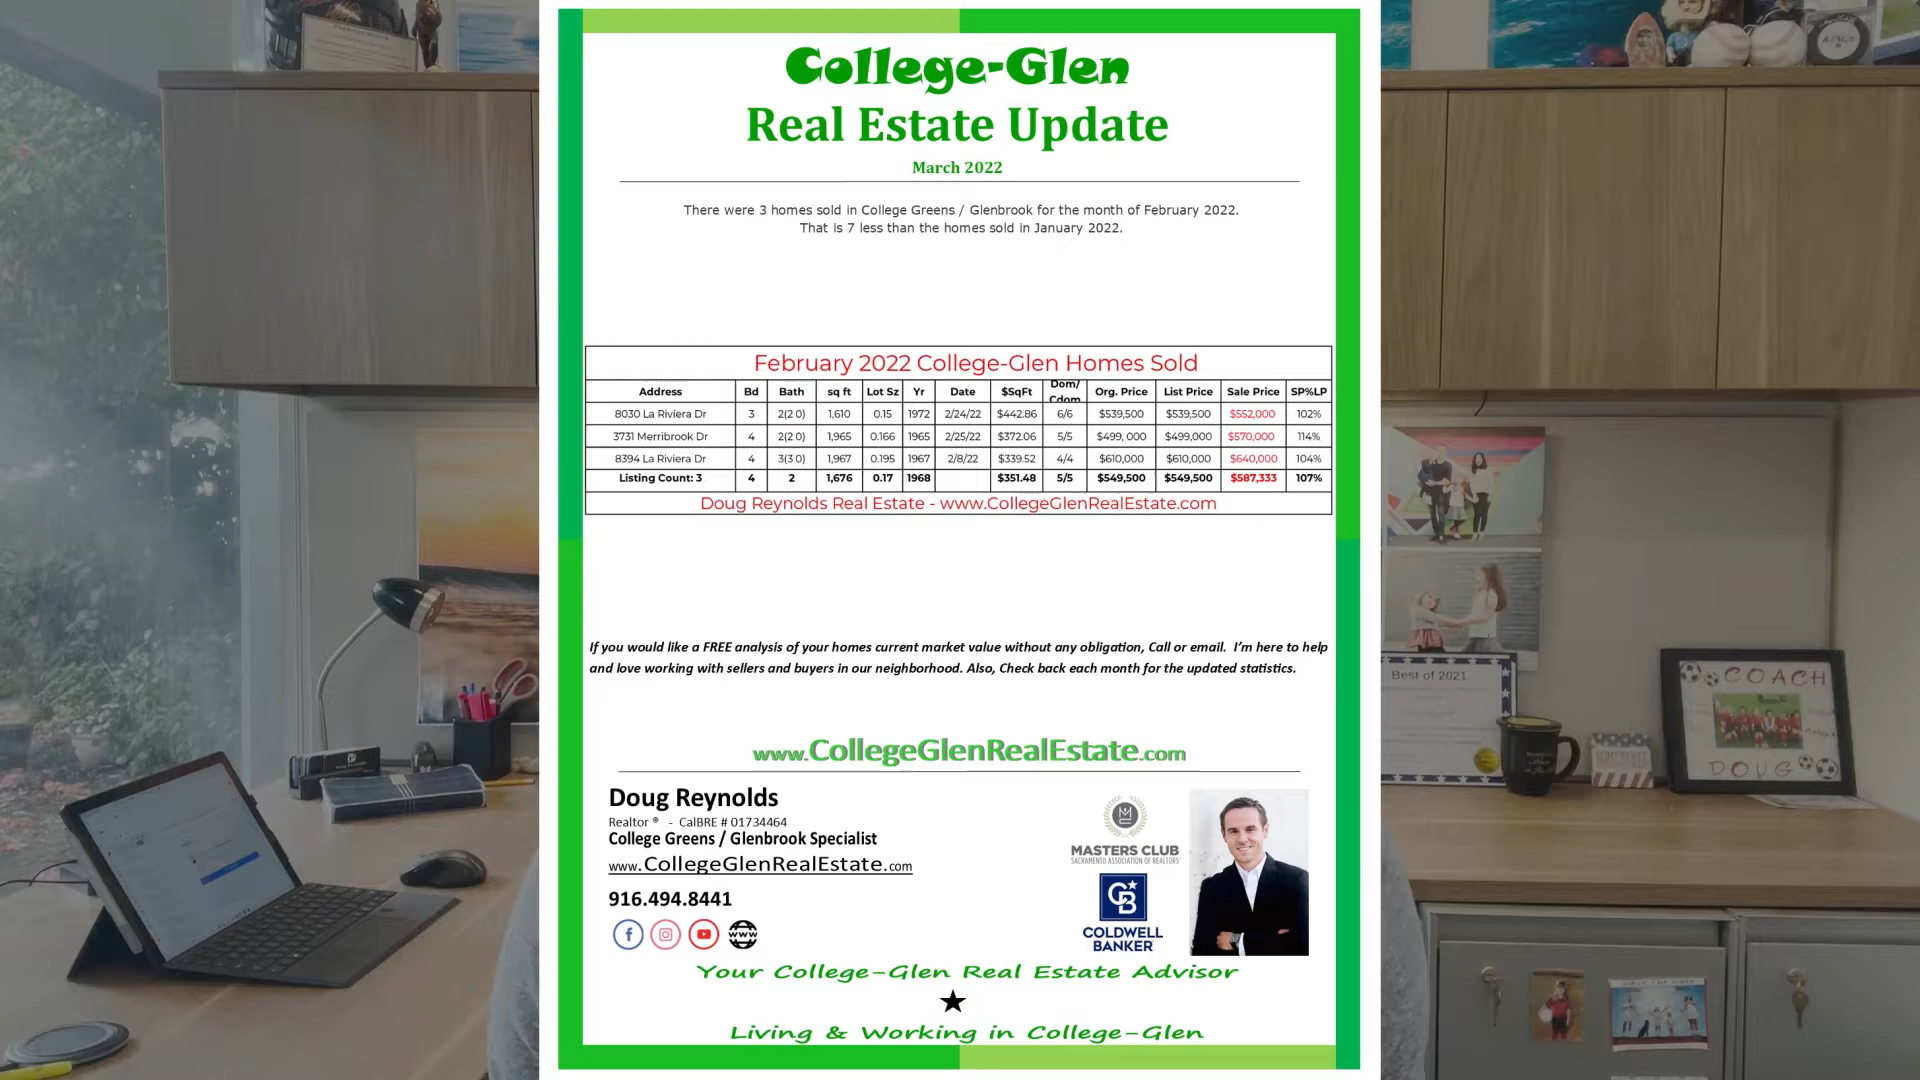 College-Glen
Real Estate Update
March 2022
There were 3 homes sold in College Greens / Glenbrook for the month of February 2022.
That is 7 less than the homes sold in January 2022.
February 2022 College-Glen Homes Sold
Address Bd Bath sq ft Lot Sz Yr Date $SqFt Dom/Cdom Org. Price List Price Sale Price SP%LP
8030 La Riviera Dr 3 2(2 0) 1,610 0.15 1972 2/24/22 $442.86 6/6 $539,500 $539,500 $552,000 102%
3731 Merribrook Dr 4 2(2 0) 1,965 0.166 1965 2/25/22 $372.06 5/5 $499, 000 $499,000 $570,000 114%
8394 La Riviera Dr 4 3(3 0) 1,967 0.195 1967 2/8/22 $339.52 4/4 $610,000 $610,000 $640,000 104%
Listing Count: 3 4 2 1,676 0.17 1968 $351.48 5/5 $549,500 $549,500 $587,333 107%
Doug Reynolds Real Estate - www.CollegeGlenRealEstate.com
If you would like a FREE analysis of your homes current market value without any obligation, Call or email. I'm here to help
and love working with sellers and buyers in our neighborhood. Also, Check back each month for the updated statistics.
www.CollegeGlenRealEstate.com
Doug Reynolds
Realtor ® - CalBRE # 01734464
College Greens / Glenbrook Specialist
www.CollegeGlenRealEstate.com
916.494.8441
MASTERS CLUB
SACRAMENTO ASSOCIATION OF REALTORS
COLDWELL
BANKER
Your College-Glen Real Estate Advisor
Living & Working in College-Glen
KINGS
Best of 2021
COACH
DOUG